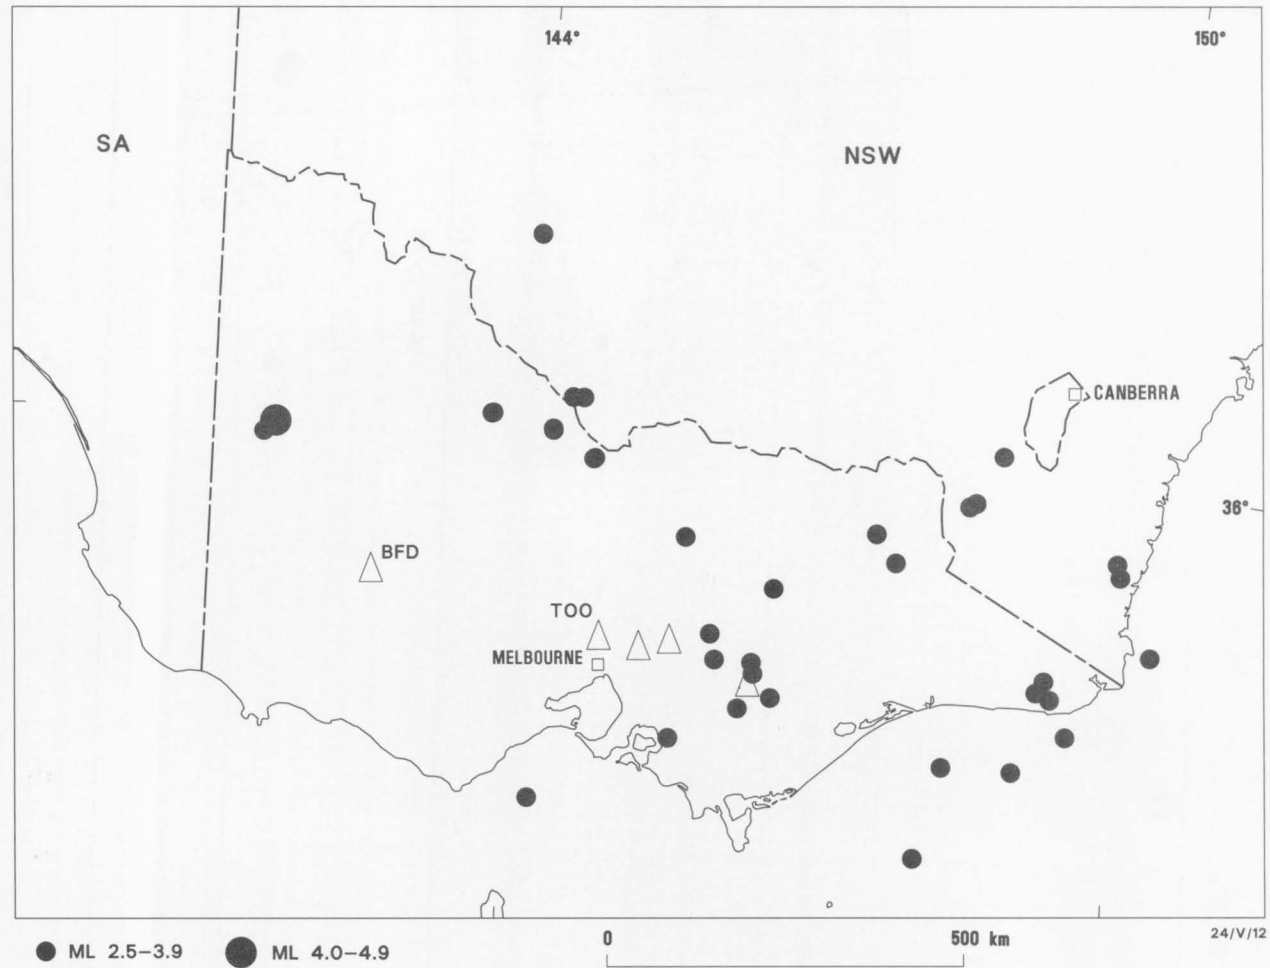 144°
150°
SA
NSW
CANBERRA
36°
BFD
TOO
MELBOURNE
ML 2.5–3.9
ML 4.0–4.9
0
500 km
24/V/12